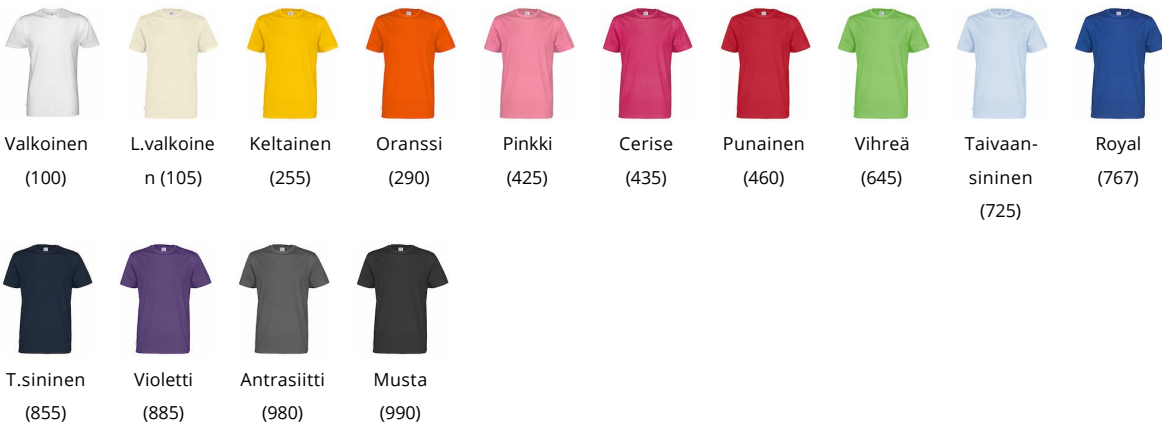 Valkoinen L.valkoine Keltainen Oranssi Pinkki Cerise Punainen Vihreä Taivaan- Royal
(100) n (105) (255) (290) (425) (435) (460) (645) sininen (767)
(725)
T.sininen Violetti Antrasiitti Musta
(855) (885) (980) (990)